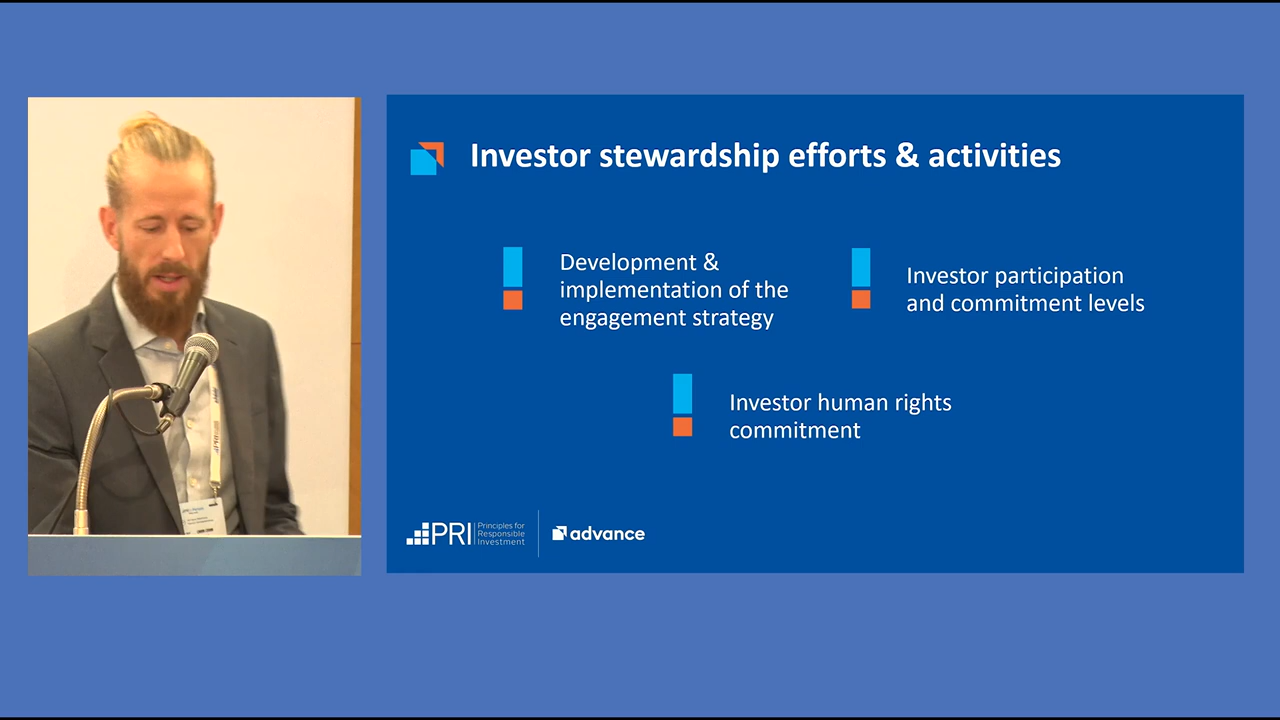 Investor stewardship efforts & activities
Development &
implementation of the
engagement strategy
Investor participation
and commitment levels
Investor human rights
commitment
PRI
Principles for
Responsible
Investment
advance